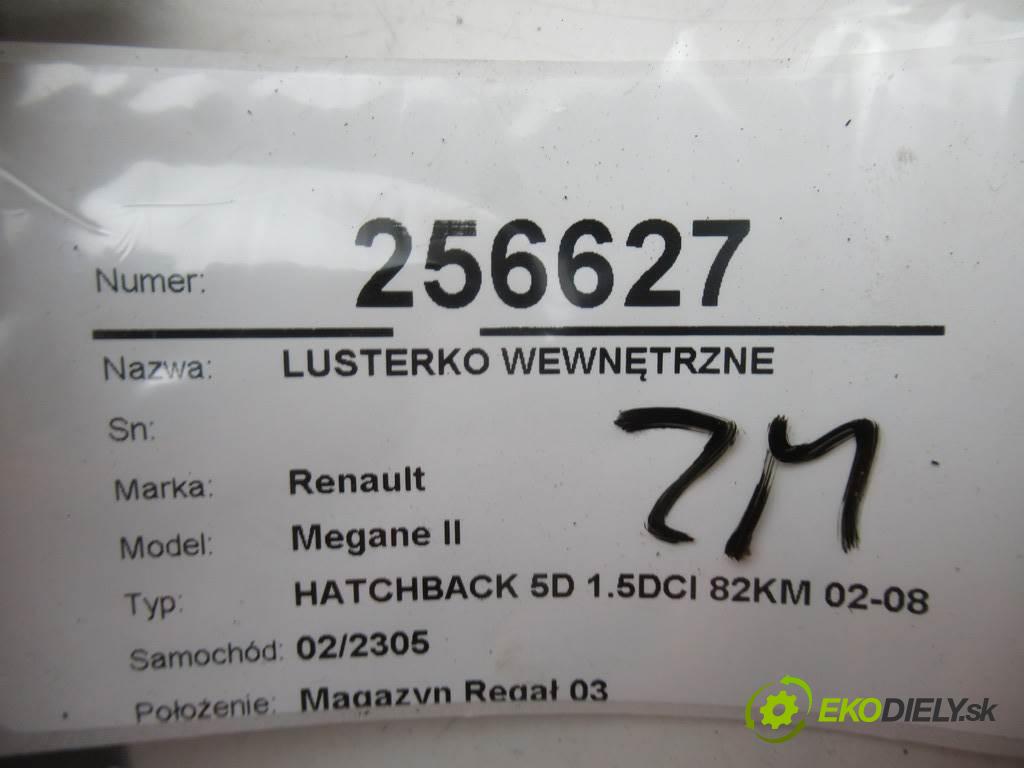 Numer: 256627
Nazwa: LUSTERKO WEWNĘTRZNE
Sn:
Marka: Renault
Model: Megane II
Typ: HATCHBACK 5D 1.5DCI 82KM 02-08
Samochód: 02/2305
Położenie: Magazyn Regał 03
ZM
EKODIELY.sk